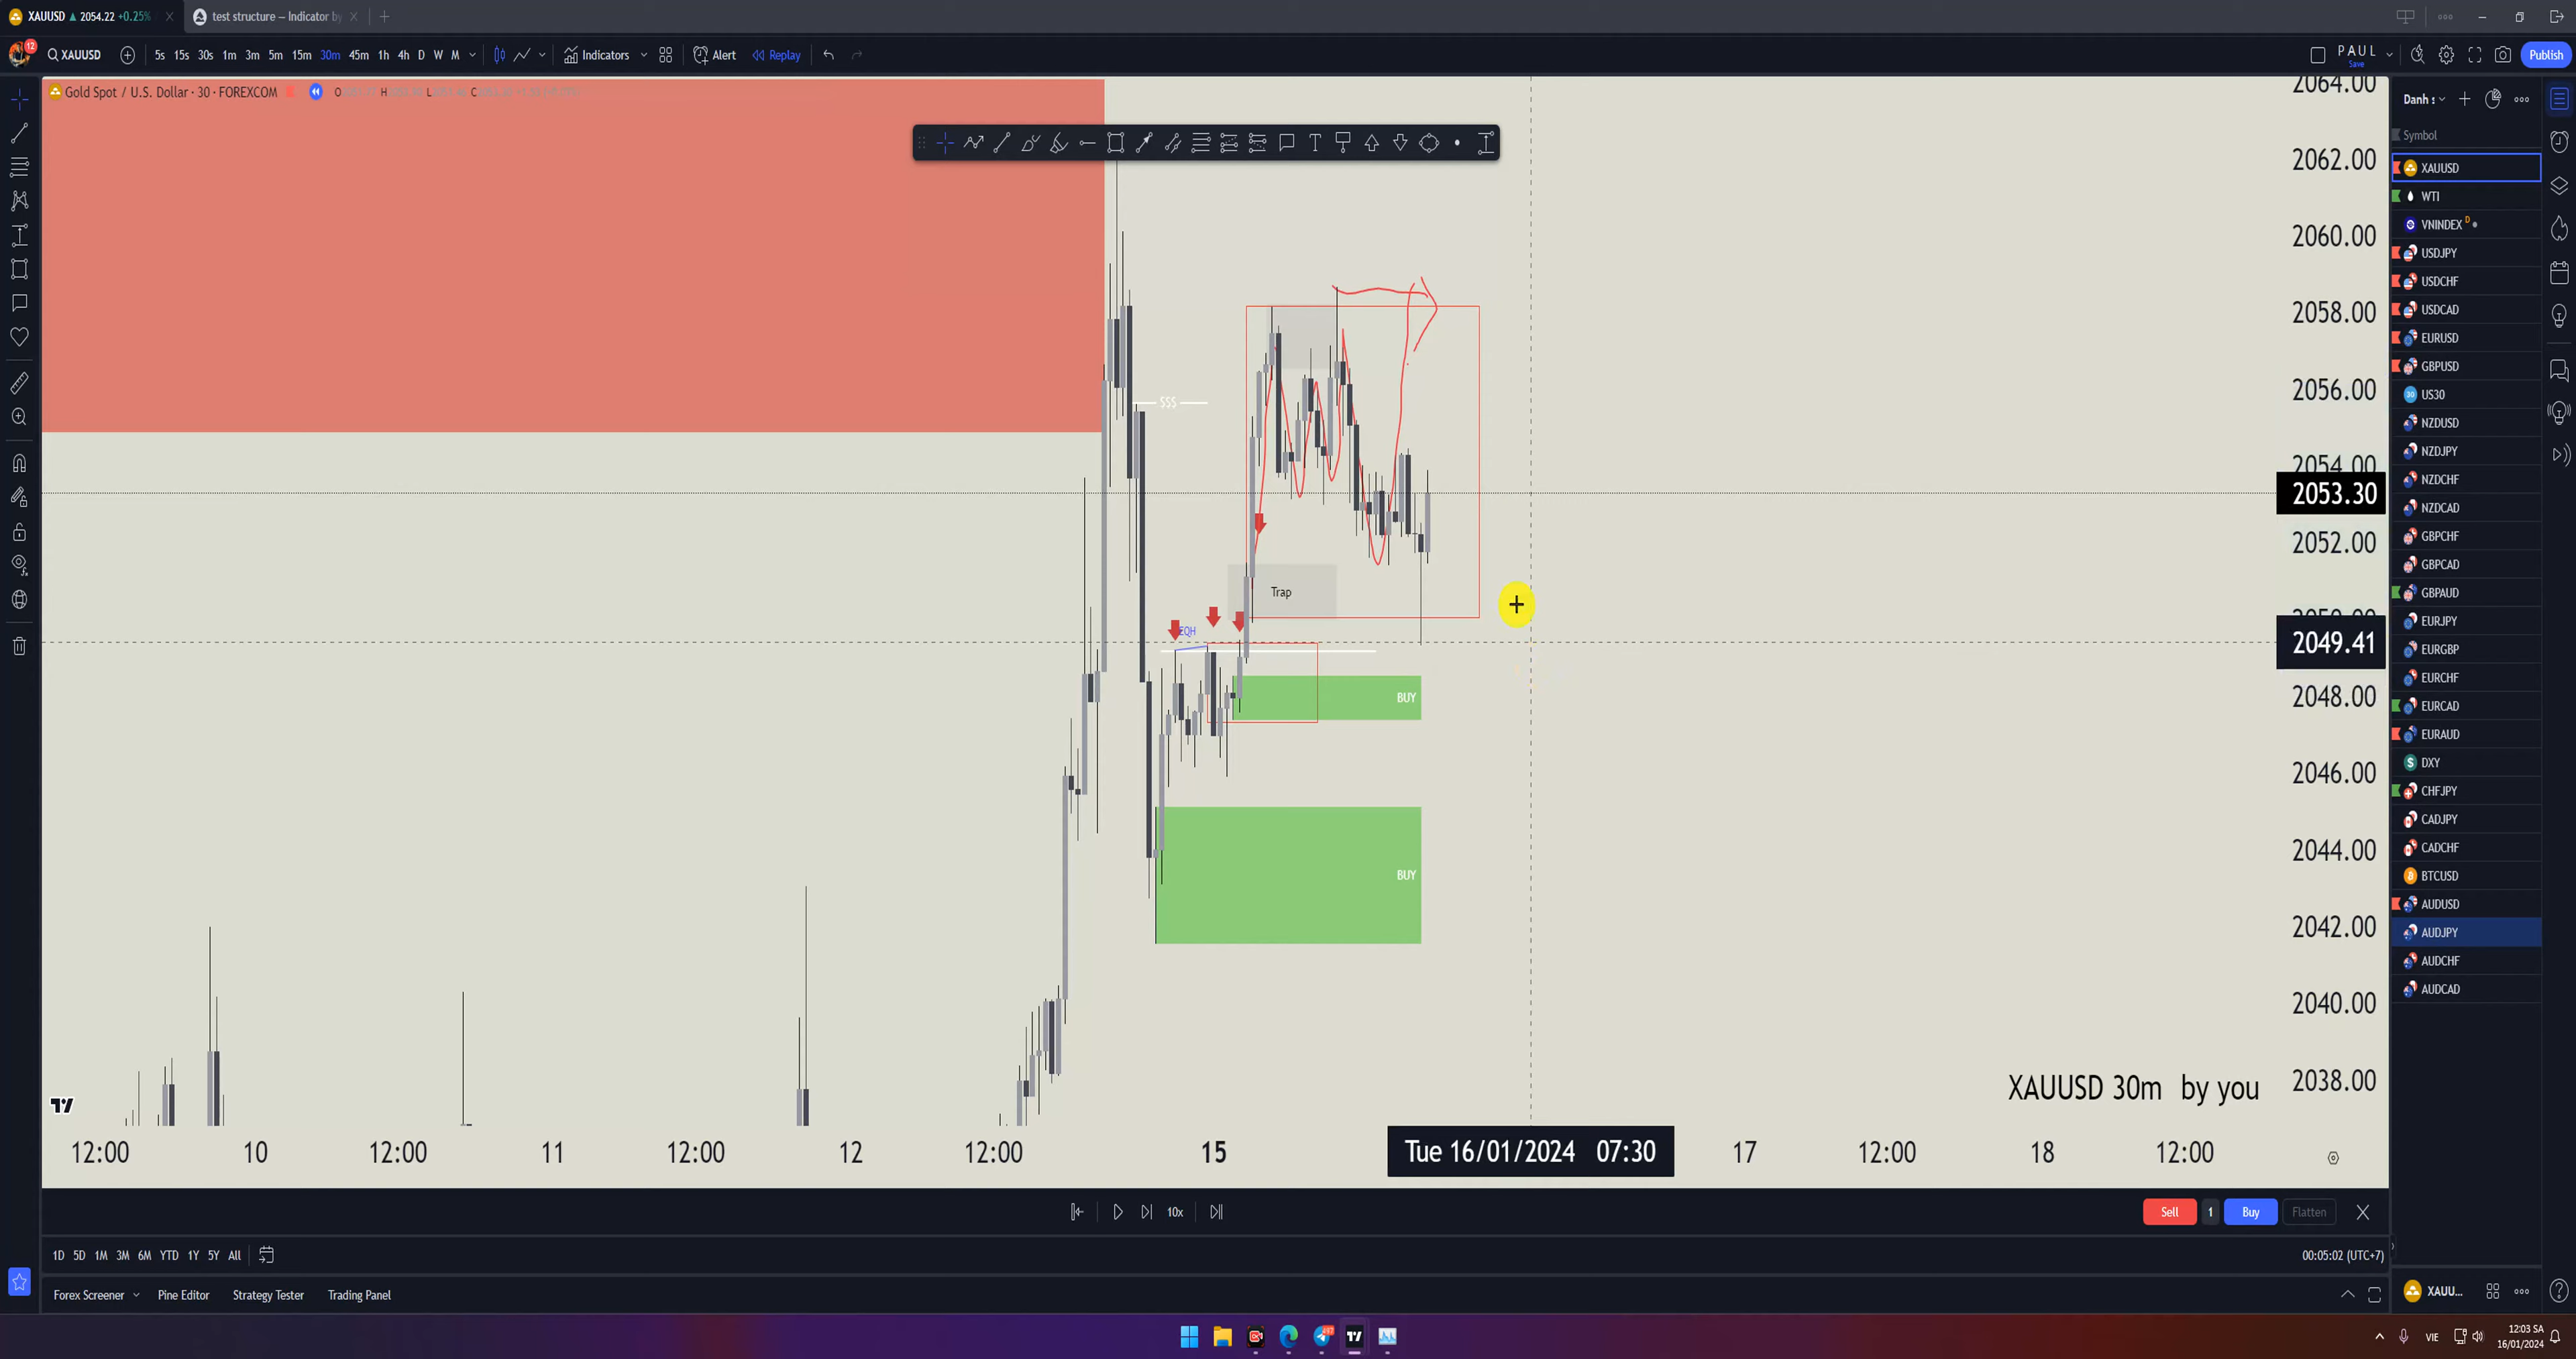 XAUUSD ▲ 2054.22 +0.25%
test structure – Indicator by
12
XAUUSD
5s 15s 30s 1m 3m 5m 15m 30m 45m 1h 4h D W M
Indicators
Alert
Replay
PAUL
Save
Publish
Gold Spot / U.S. Dollar · 30 · FOREXCOM
Danh s
Symbol
XAUUSD
WTI
VNINDEX D
USDJPY
USDCHF
USDCAD
EURUSD
GBPUSD
30 US30
NZDUSD
NZDJPY
NZDCHF
NZDCAD
GBPCHF
GBPCAD
GBPAUD
EURJPY
EURGBP
EURCHF
EURCAD
EURAUD
DXY
CHFJPY
CADJPY
CADCHF
BTCUSD
AUDUSD
AUDJPY
AUDCHF
AUDCAD
2064.00
2062.00
2060.00
2058.00
2056.00
2054.00
2053.30
2052.00
2049.41
2048.00
2046.00
2044.00
2042.00
2040.00
2038.00
$$$
Trap
EQH
BUY
BUY
XAUUSD 30m by you
12:00 10 12:00 11 12:00 12 12:00 15 Tue 16/01/2024 07:30 17 12:00 18 12:00
10x
Sell 1 Buy Flatten
1D 5D 1M 3M 6M YTD 1Y 5Y All
00:05:02 (UTC+7)
Forex Screener Pine Editor Strategy Tester Trading Panel
XAUU...
VIE
12:03 SA
16/01/2024